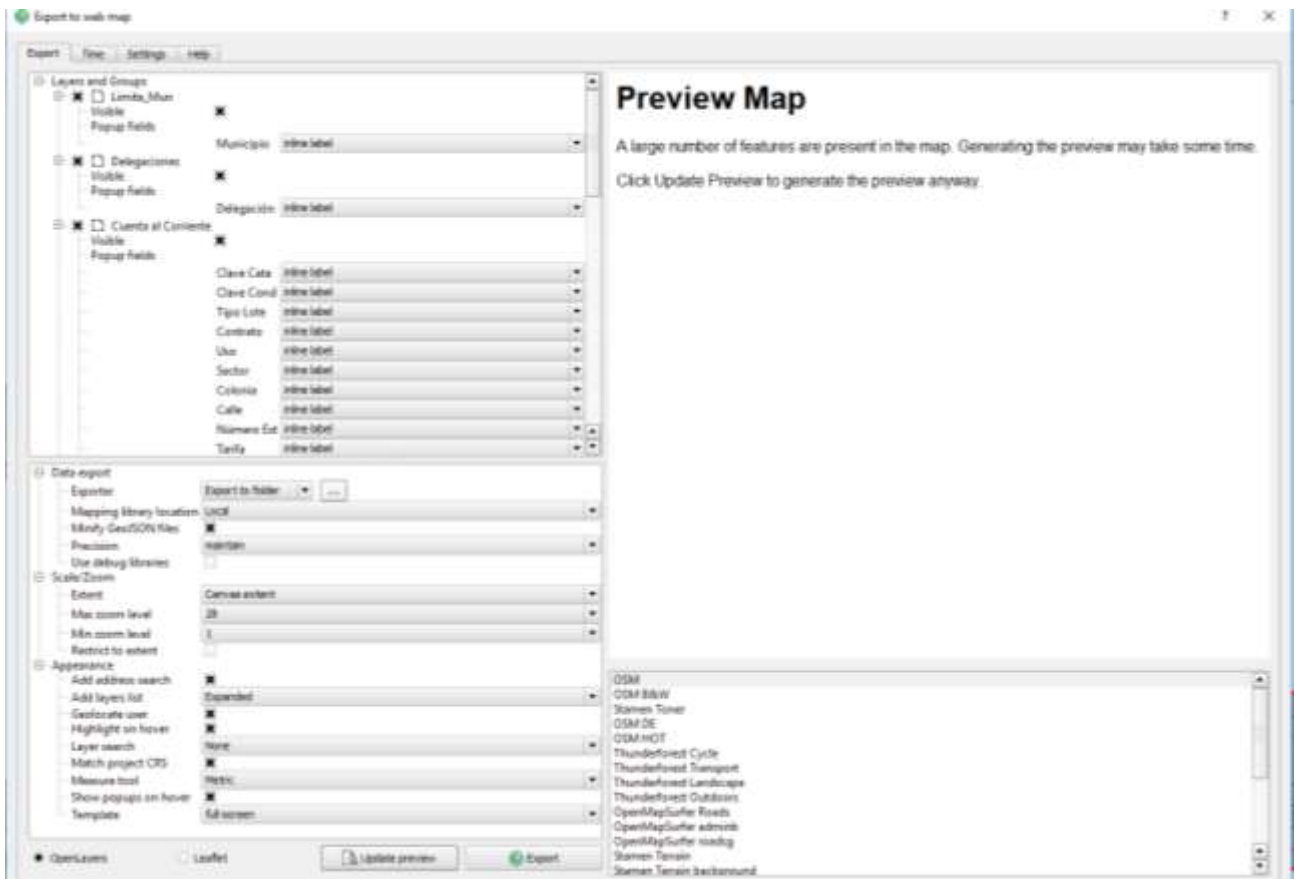 Export to web map
? ×
Export Time Settings Help
Layers and Groups
Limite_Mun
Visible
Popup fields
Municipio inline label
Delegaciones
Visible
Popup fields
Delegación inline label
Cuenta al Corriente
Visible
Popup fields
Clave Cata inline label
Clave Cond inline label
Tipo Lote inline label
Contrato inline label
Uso inline label
Sector inline label
Colonia inline label
Calle inline label
Número Ext inline label
Tarifa inline label
Data export
Exporter Export to folder ...
Mapping library location Local
Minify GeoJSON files
Precision maintain
Use debug libraries
Scale/Zoom
Extent Canvas extent
Max zoom level 28
Min zoom level 1
Restrict to extent
Appearance
Add address search
Add layers list Expanded
Geolocate user
Highlight on hover
Layer search None
Match project CRS
Measure tool Metric
Show popups on hover
Template full-screen
OpenLayers Leaflet Update preview Export
Preview Map
A large number of features are present in the map. Generating the preview may take some time.
Click Update Preview to generate the preview anyway
OSM
OSM B&W
Stamen Toner
OSM DE
OSM HOT
Thunderforest Cycle
Thunderforest Transport
Thunderforest Landscape
Thunderforest Outdoors
OpenMapSurfer Roads
OpenMapSurfer adminb
OpenMapSurfer roadsg
Stamen Terrain
Stamen Terrain background